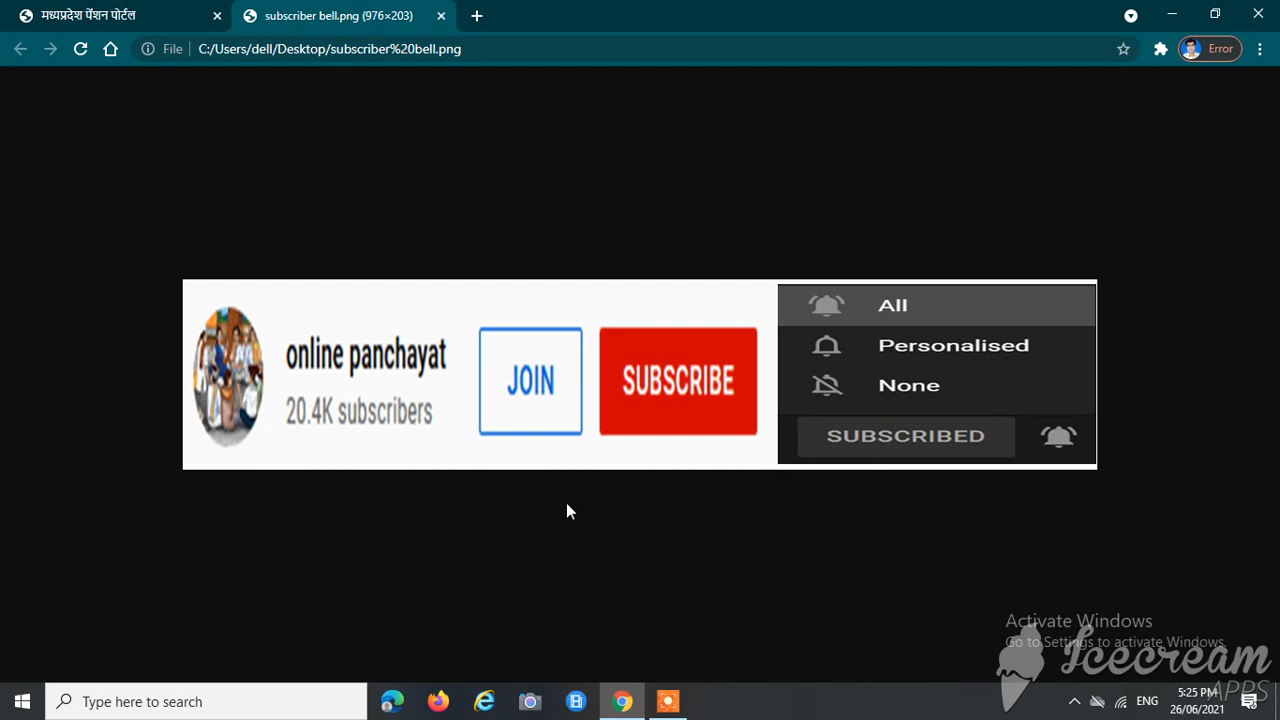 मध्यप्रदेश पेंशन पोर्टल
subscriber bell.png (976×203)
File
C:/Users/dell/Desktop/subscriber%20bell.png
Error
online panchayat
20.4K subscribers
JOIN
SUBSCRIBE
All
Personalised
None
SUBSCRIBED
Activate Windows
Go to Settings to activate Windows.
Icecream
APPS
Type here to search
ENG
5:25 PM
26/06/2021